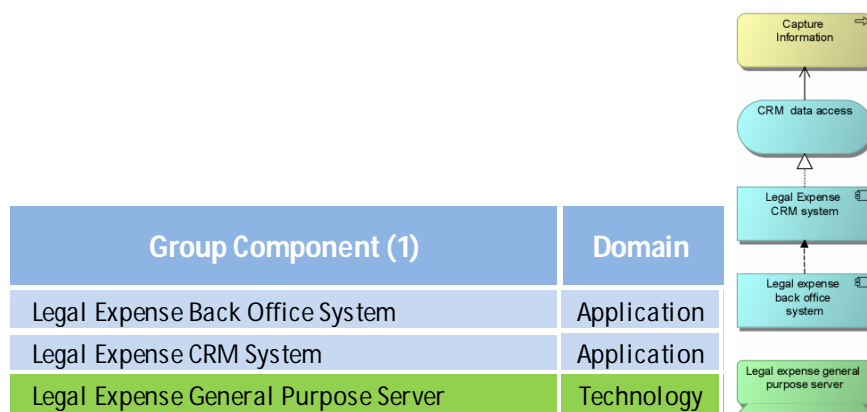 Capture
Information
CRM data access
Legal Expense
CRM system
Group Component (1) Domain
Legal expense
back office
system
Legal Expense Back Office System Application
Legal Expense CRM System Application
Legal expense general
purpose server
Legal Expense General Purpose Server Technology